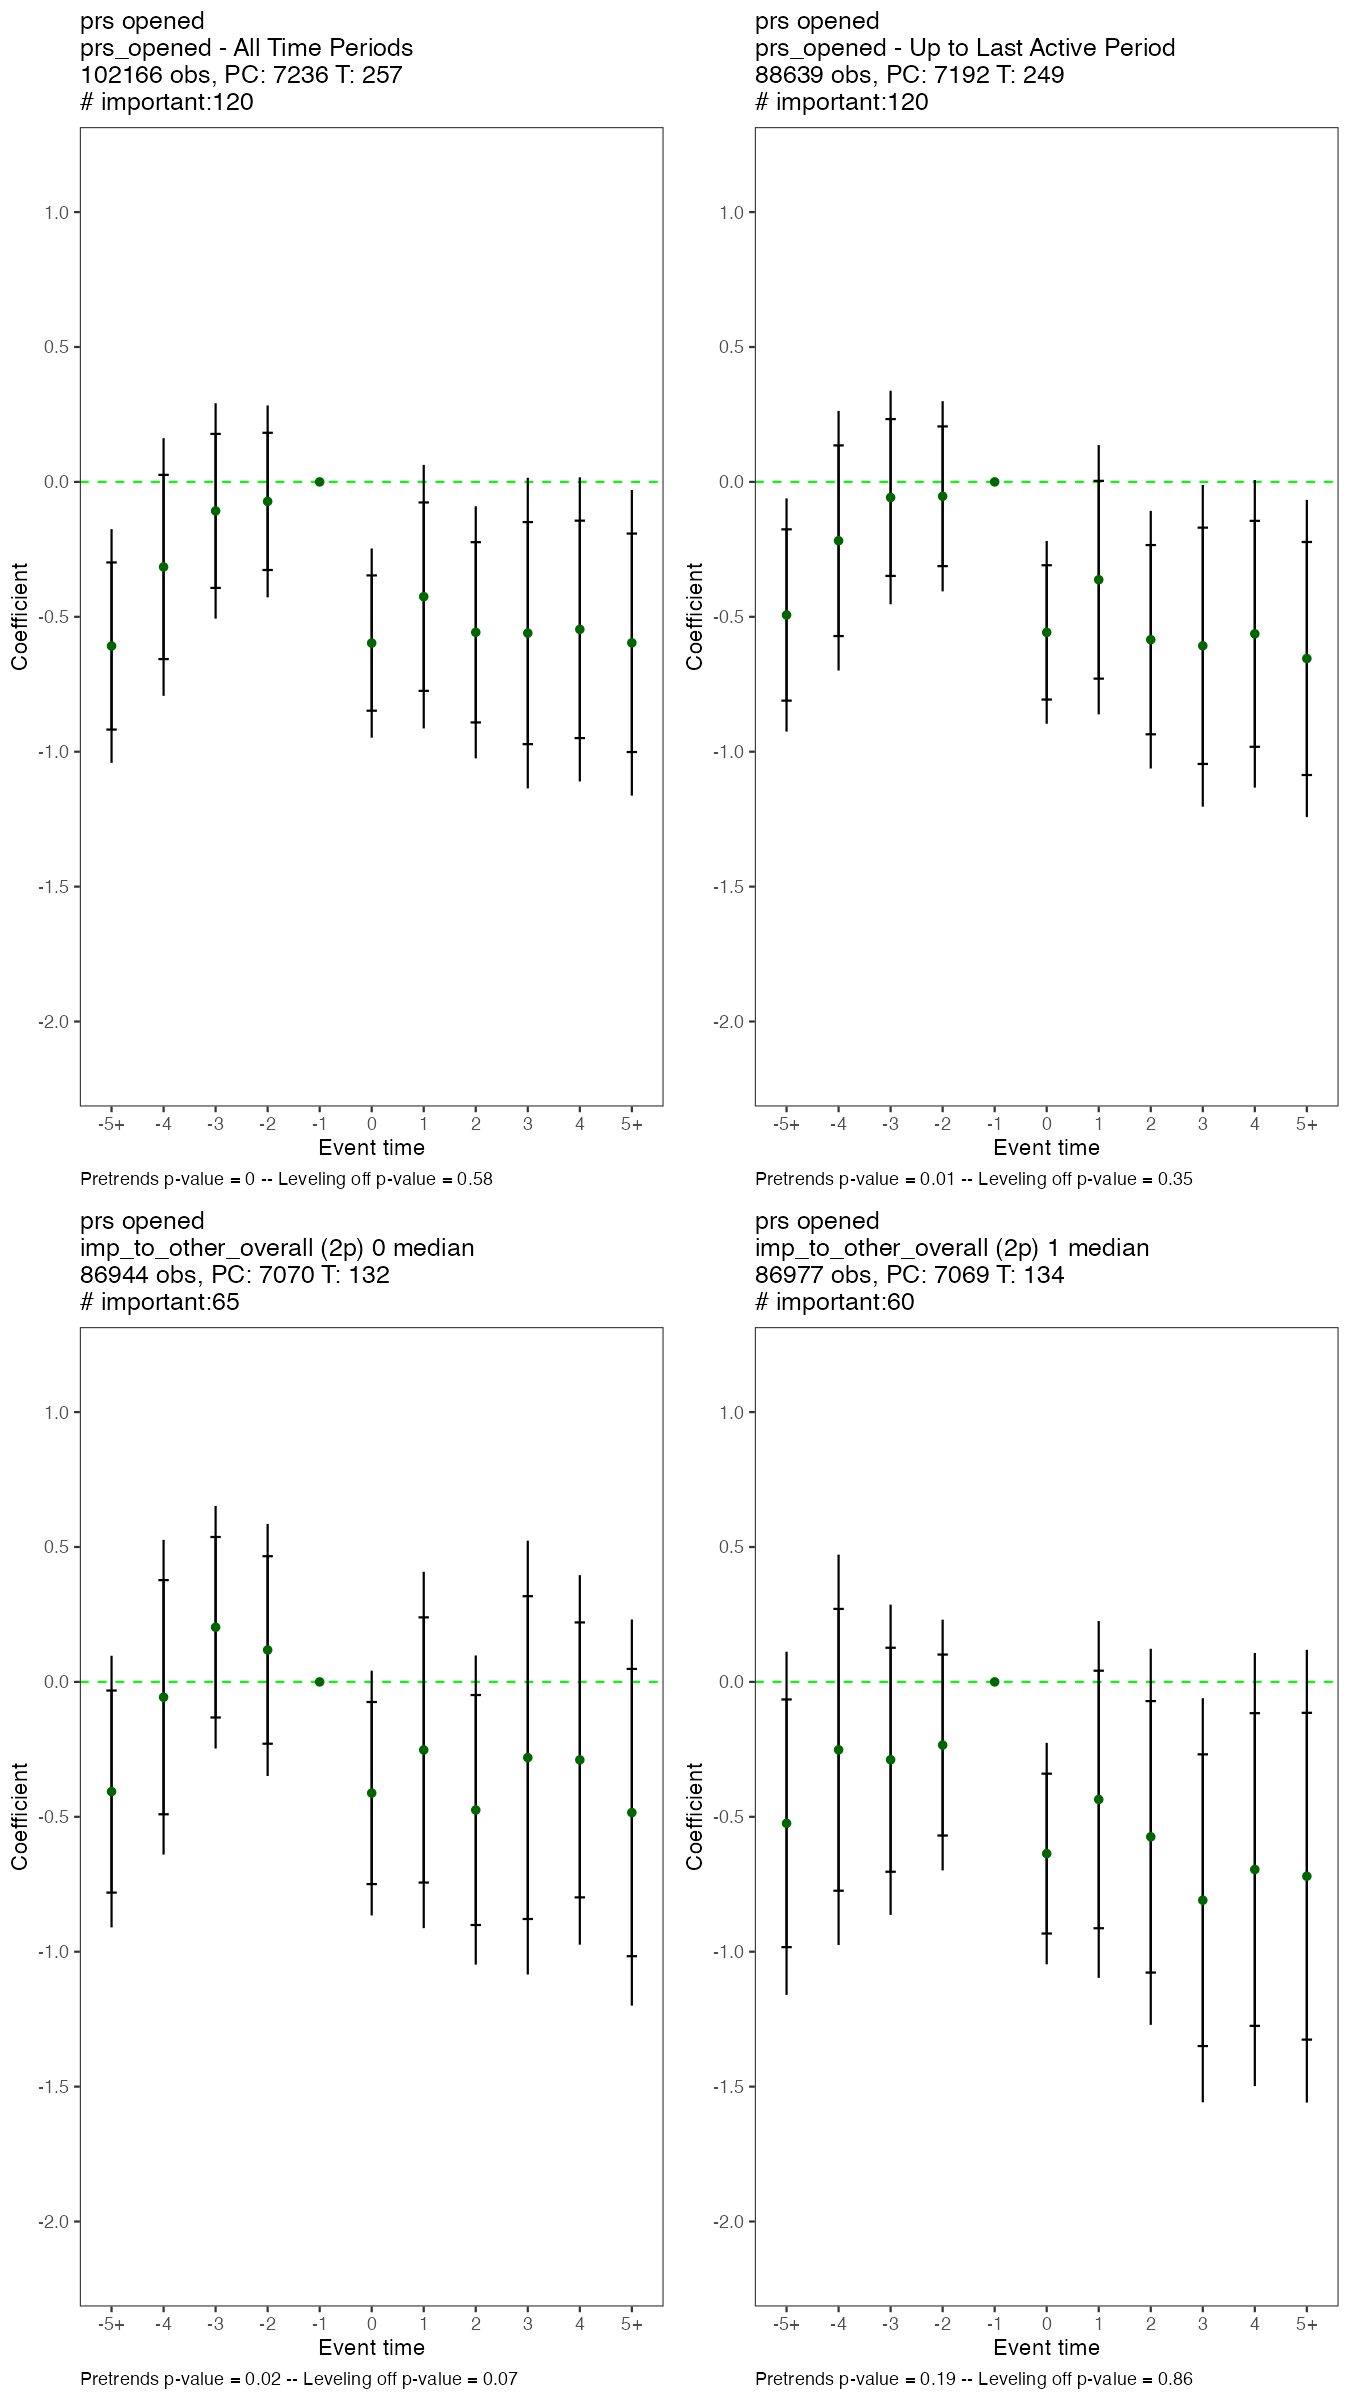 prs opened
prs_opened - All Time Periods
102166 obs, PC: 7236 T: 257
# important:120
Coefficient
1.0
0.5
0.0
-0.5
-1.0
-1.5
-2.0
-5+ -4 -3 -2 -1 0 1 2 3 4 5+
Event time
Pretrends p-value = 0 -- Leveling off p-value = 0.58
prs opened
prs_opened - Up to Last Active Period
88639 obs, PC: 7192 T: 249
# important:120
Coefficient
1.0
0.5
0.0
-0.5
-1.0
-1.5
-2.0
-5+ -4 -3 -2 -1 0 1 2 3 4 5+
Event time
Pretrends p-value = 0.01 -- Leveling off p-value = 0.35
prs opened
imp_to_other_overall (2p) 0 median
86944 obs, PC: 7070 T: 132
# important:65
Coefficient
1.0
0.5
0.0
-0.5
-1.0
-1.5
-2.0
-5+ -4 -3 -2 -1 0 1 2 3 4 5+
Event time
Pretrends p-value = 0.02 -- Leveling off p-value = 0.07
prs opened
imp_to_other_overall (2p) 1 median
86977 obs, PC: 7069 T: 134
# important:60
Coefficient
1.0
0.5
0.0
-0.5
-1.0
-1.5
-2.0
-5+ -4 -3 -2 -1 0 1 2 3 4 5+
Event time
Pretrends p-value = 0.19 -- Leveling off p-value = 0.86